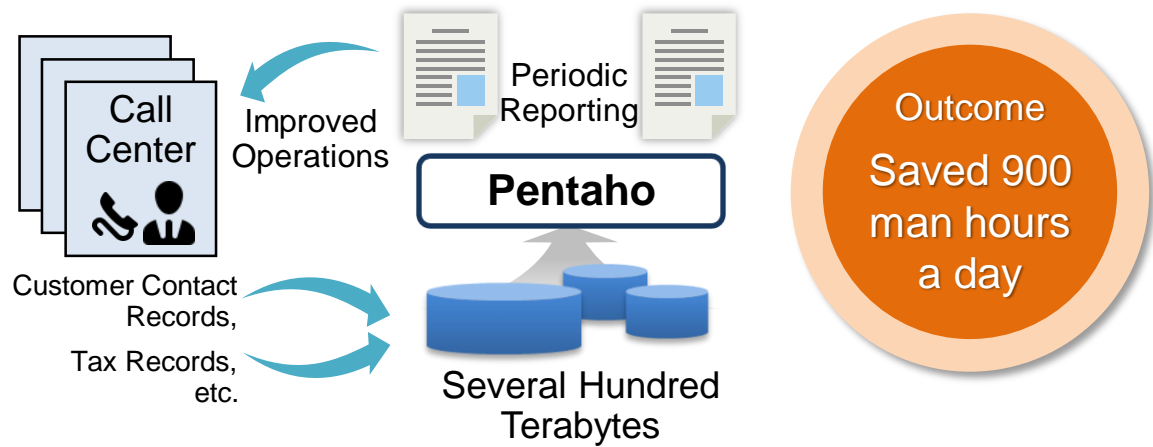 Call
Center
Improved
Operations
Periodic
Reporting
Pentaho
Customer Contact
Records,
Tax Records,
etc.
Several Hundred
Terabytes
Outcome
Saved 900
man hours
a day